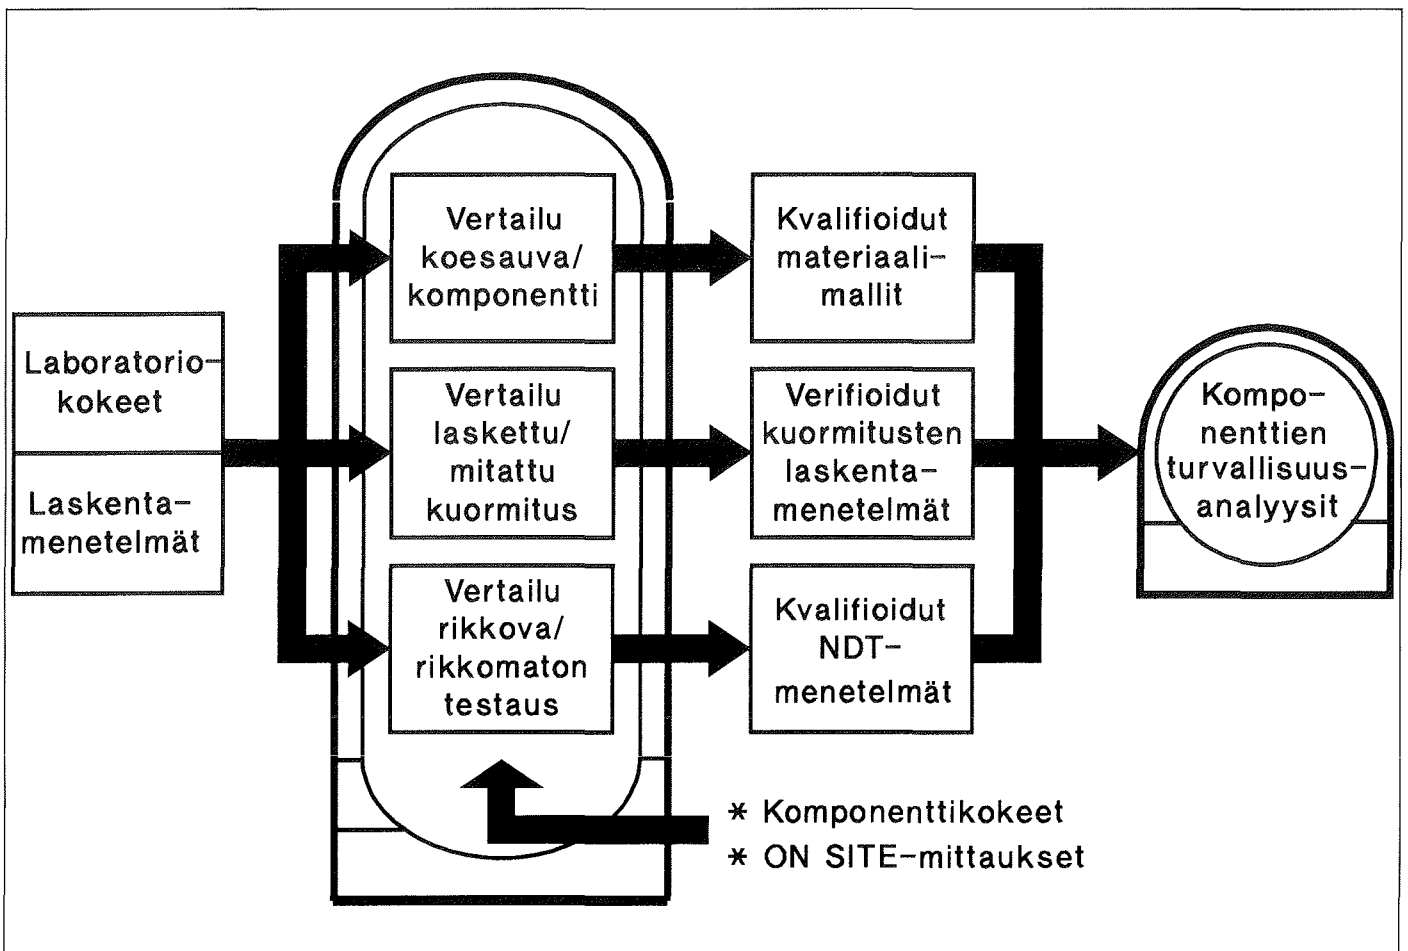 Laboratorio-
kokeet
Laskenta-
menetelmät
Vertailu
koesauva/
komponentti
Vertailu
laskettu/
mitattu
kuormitus
Vertailu
rikkova/
rikkomaton
testaus
Kvalifioidut
materiaali-
mallit
Verifioidut
kuormitusten
laskenta-
menetelmät
Kvalifioidut
NDT-
menetelmät
Kompo-
nenttien
turvallisuus-
analyysit
* Komponenttikokeet
* ON SITE-mittaukset